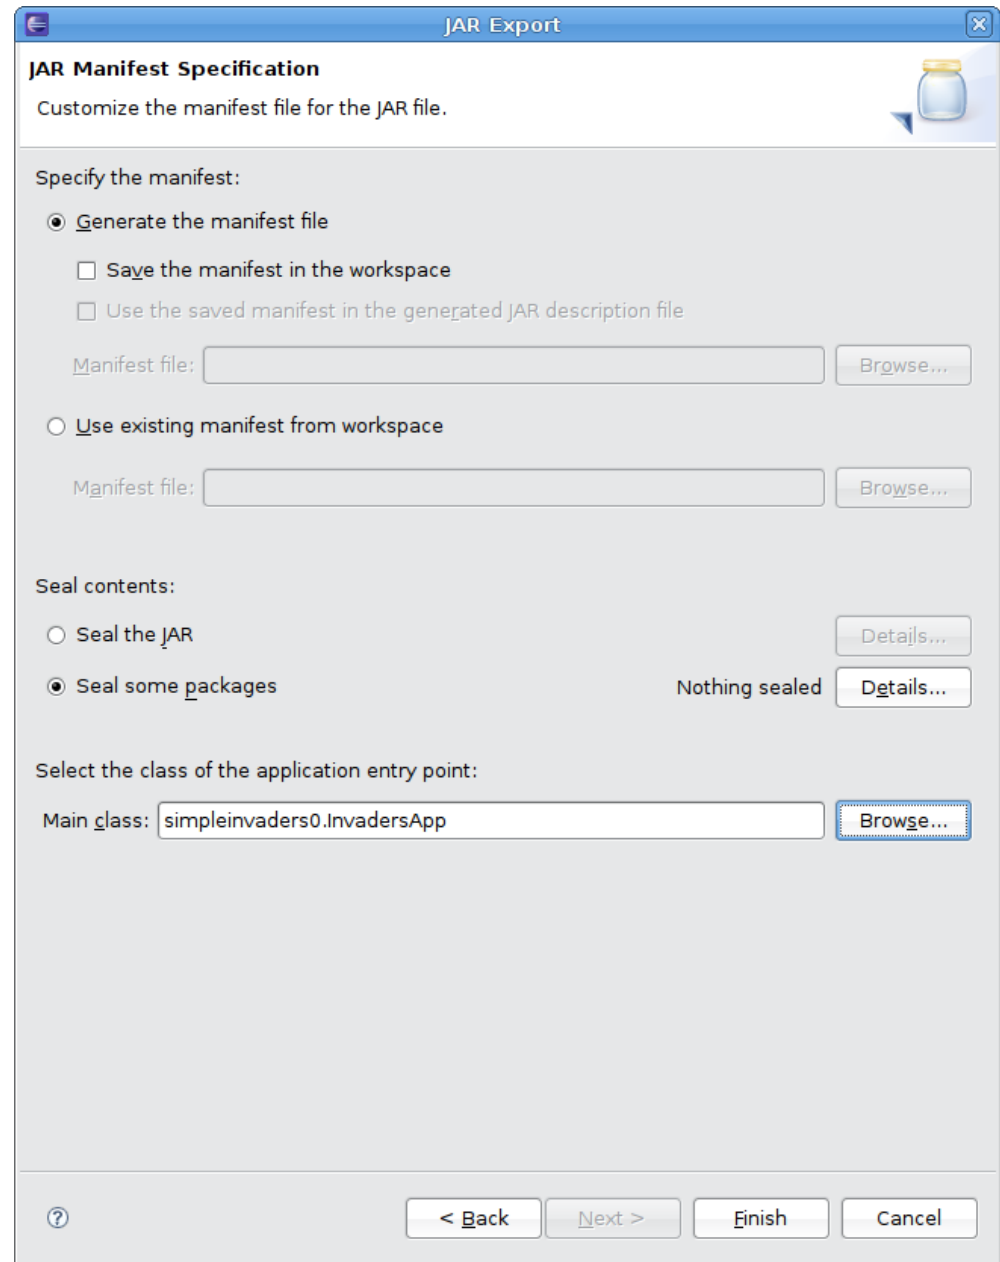 JAR Export
JAR Manifest Specification
Customize the manifest file for the JAR file.
Specify the manifest:
Generate the manifest file
Save the manifest in the workspace
Use the saved manifest in the generated JAR description file
Manifest file: Browse...
Use existing manifest from workspace
Manifest file: Browse...
Seal contents:
Seal the JAR Details...
Seal some packages Nothing sealed Details...
Select the class of the application entry point:
Main class: simpleinvaders0.InvadersApp Browse...
? < Back Next > Finish Cancel